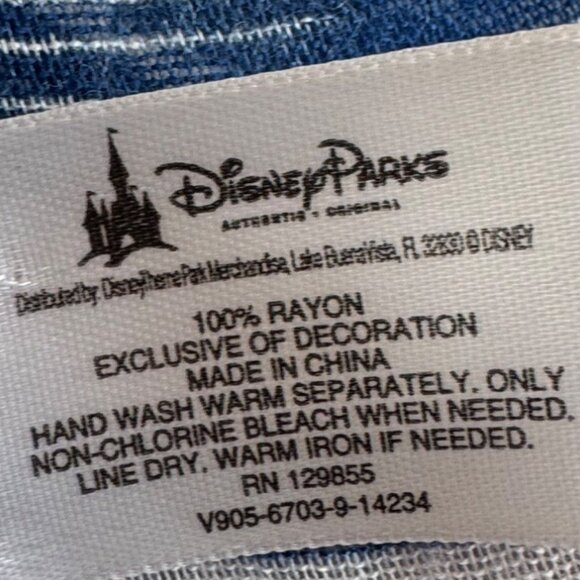 Disney Parks
AUTHENTIC • ORIGINAL
Distributed by: Disney Theme Park Merchandise, Lake Buena Vista, FL 32830 © DISNEY
100% RAYON
EXCLUSIVE OF DECORATION
MADE IN CHINA
HAND WASH WARM SEPARATELY. ONLY
NON-CHLORINE BLEACH WHEN NEEDED.
LINE DRY. WARM IRON IF NEEDED.
RN 129855
V905-6703-9-14234